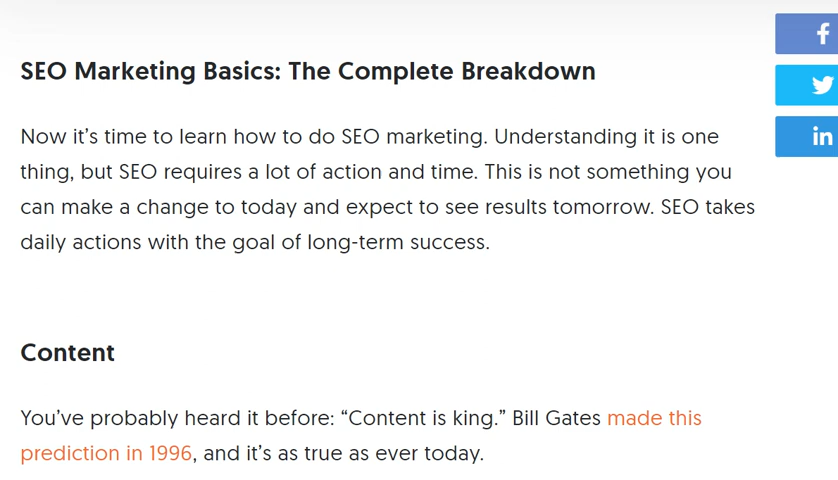 SEO Marketing Basics: The Complete Breakdown
Now it’s time to learn how to do SEO marketing. Understanding it is one
thing, but SEO requires a lot of action and time. This is not something you
can make a change to today and expect to see results tomorrow. SEO takes
daily actions with the goal of long-term success.
Content
You’ve probably heard it before: “Content is king.” Bill Gates made this
prediction in 1996, and it’s as true as ever today.